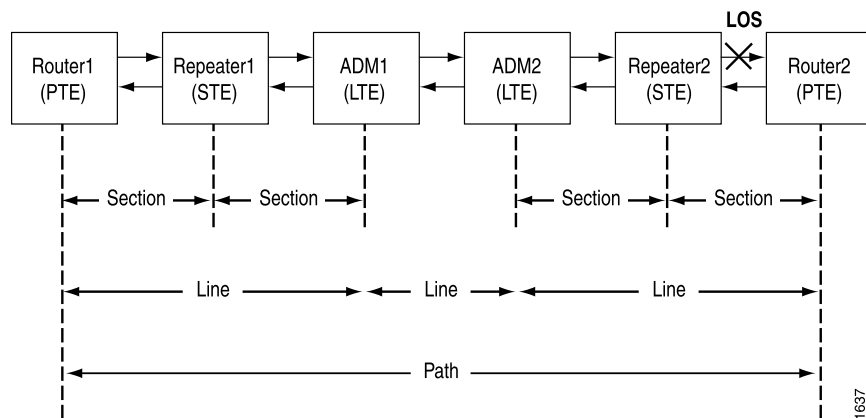 LOS
Router1 Repeater1 ADM1 ADM2 Repeater2 Router2
(PTE) (STE) (LTE) (LTE) (STE) (PTE)
Section Section Section Section
Line Line Line
Path
1637